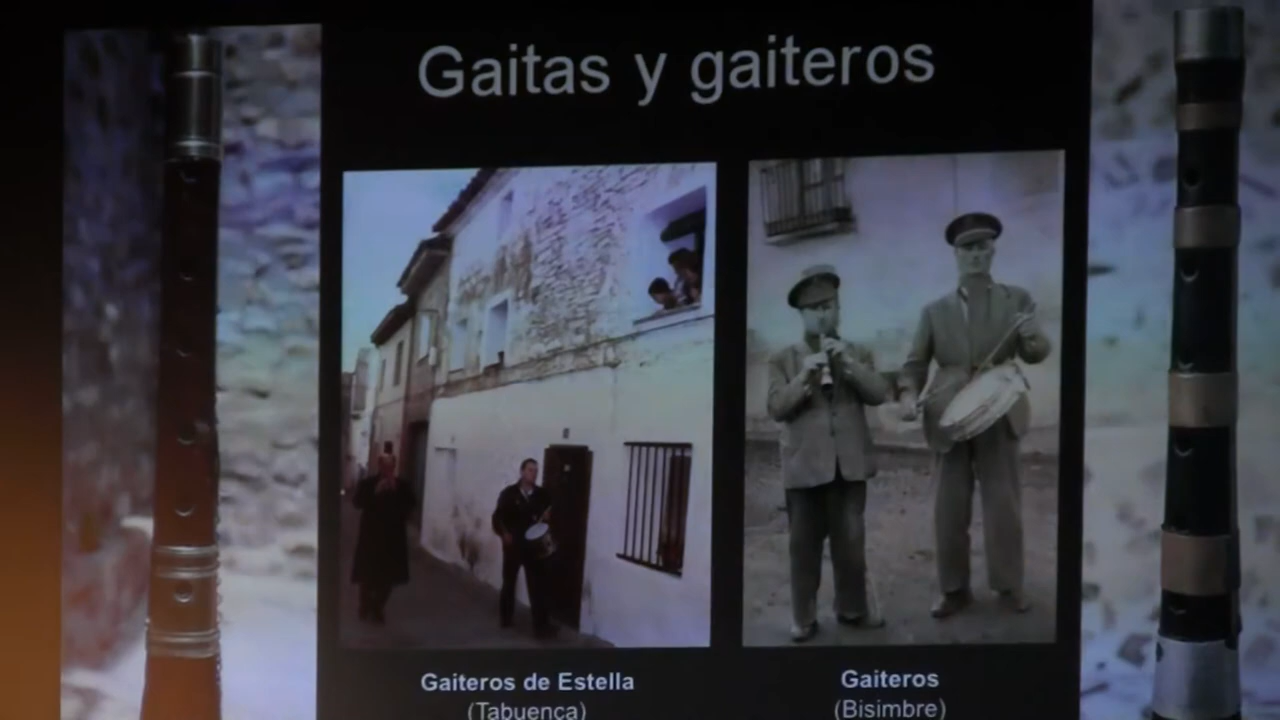 Gaitas y gaiteros
Gaiteros de Estella
(Tabuenca)
Gaiteros
(Bisimbre)